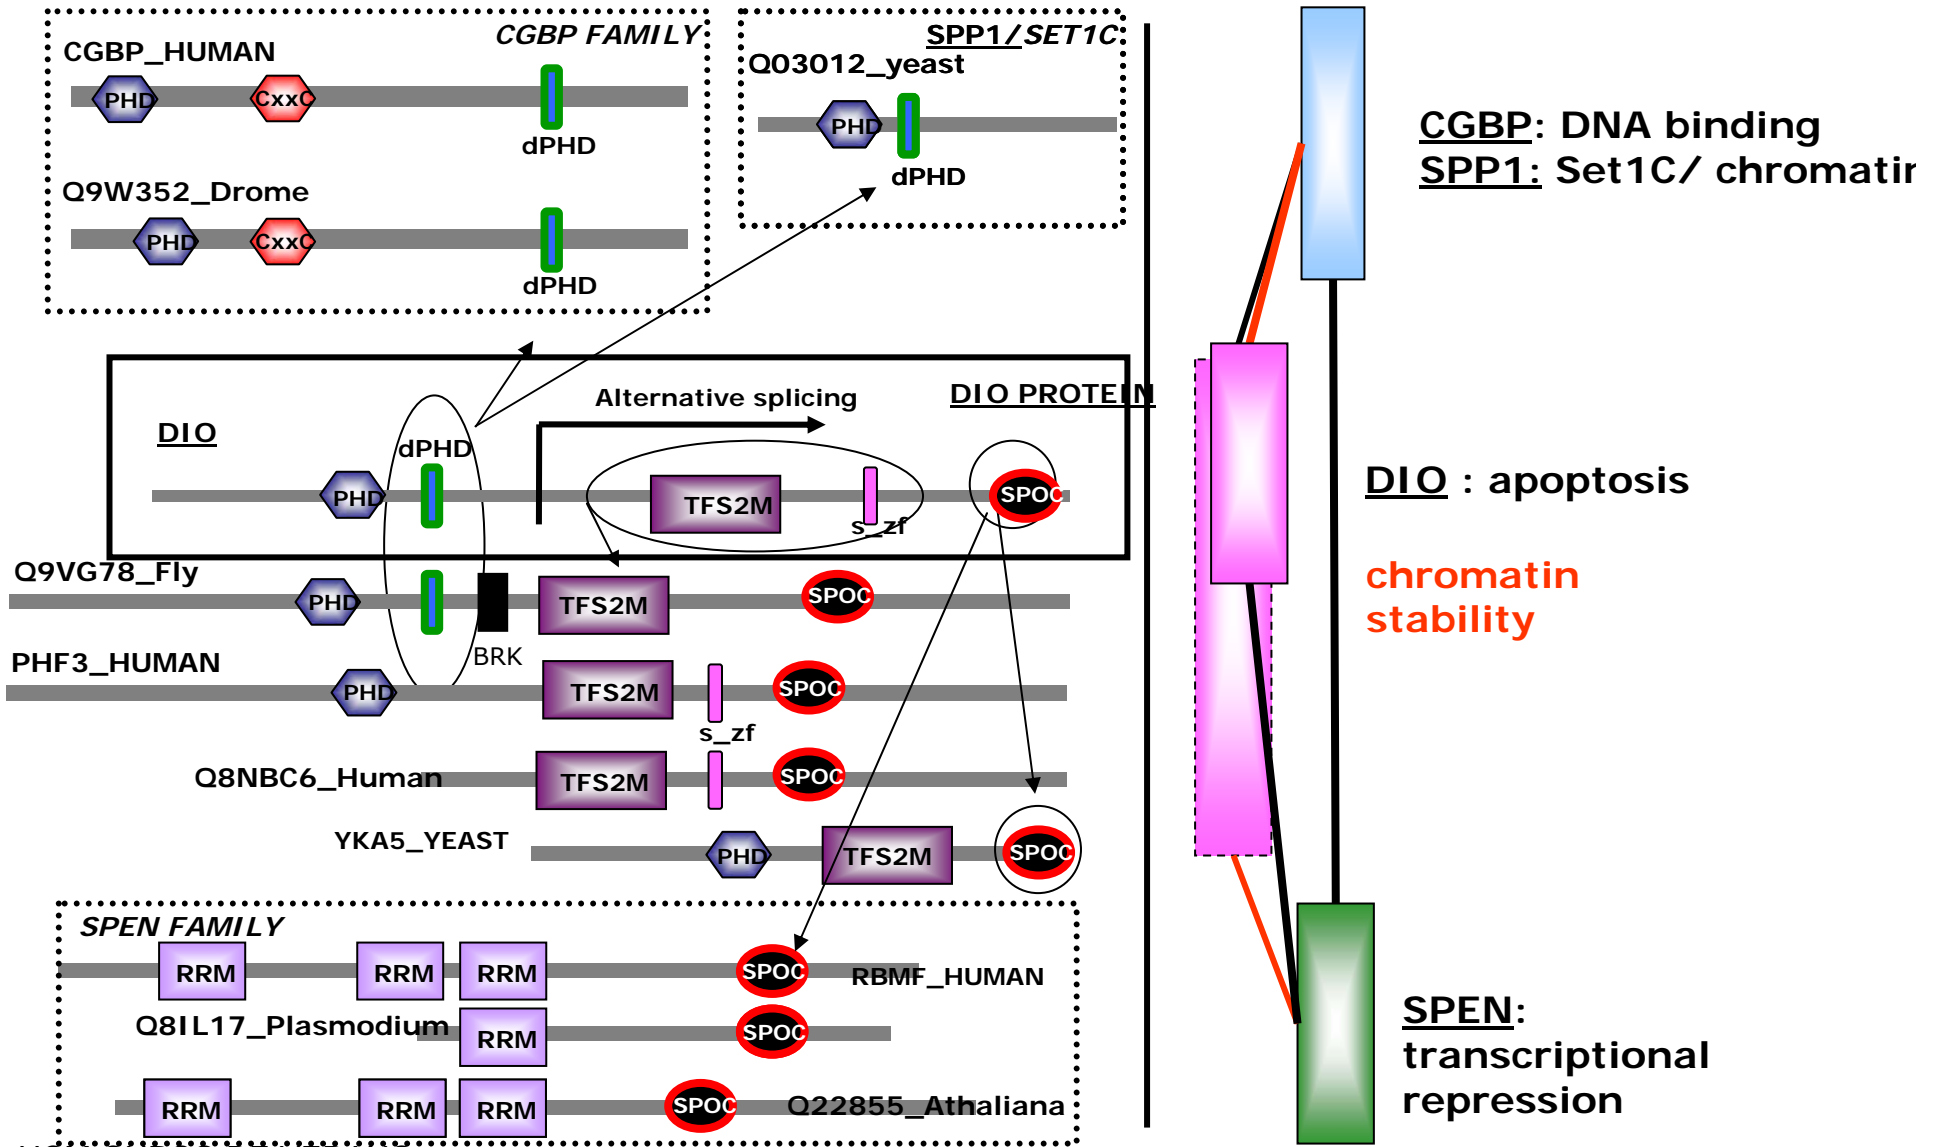 CGBP FAMILY
CGBP_HUMAN
PHD
CxxC
dPHD
Q9W352_Drome
PHD
CxxC
dPHD
SPP1/SET1C
Q03012_yeast
PHD
dPHD
DIO PROTEIN
Alternative splicing
DIO
dPHD
PHD
TFS2M
s_zf
SPOC
Q9VG78_Fly
PHD
BRK
TFS2M
SPOC
PHF3_HUMAN
PHD
TFS2M
s_zf
SPOC
Q8NBC6_Human
TFS2M
SPOC
YKA5_YEAST
PHD
TFS2M
SPOC
SPEN FAMILY
RRM
RRM
RRM
SPOC
RBMF_HUMAN
Q8IL17_Plasmodium
RRM
SPOC
RRM
RRM
RRM
SPOC
Q22855_Athaliana
CGBP: DNA binding
SPP1: Set1C/ chromatin
DIO : apoptosis
chromatin
stability
SPEN:
transcriptional
repression